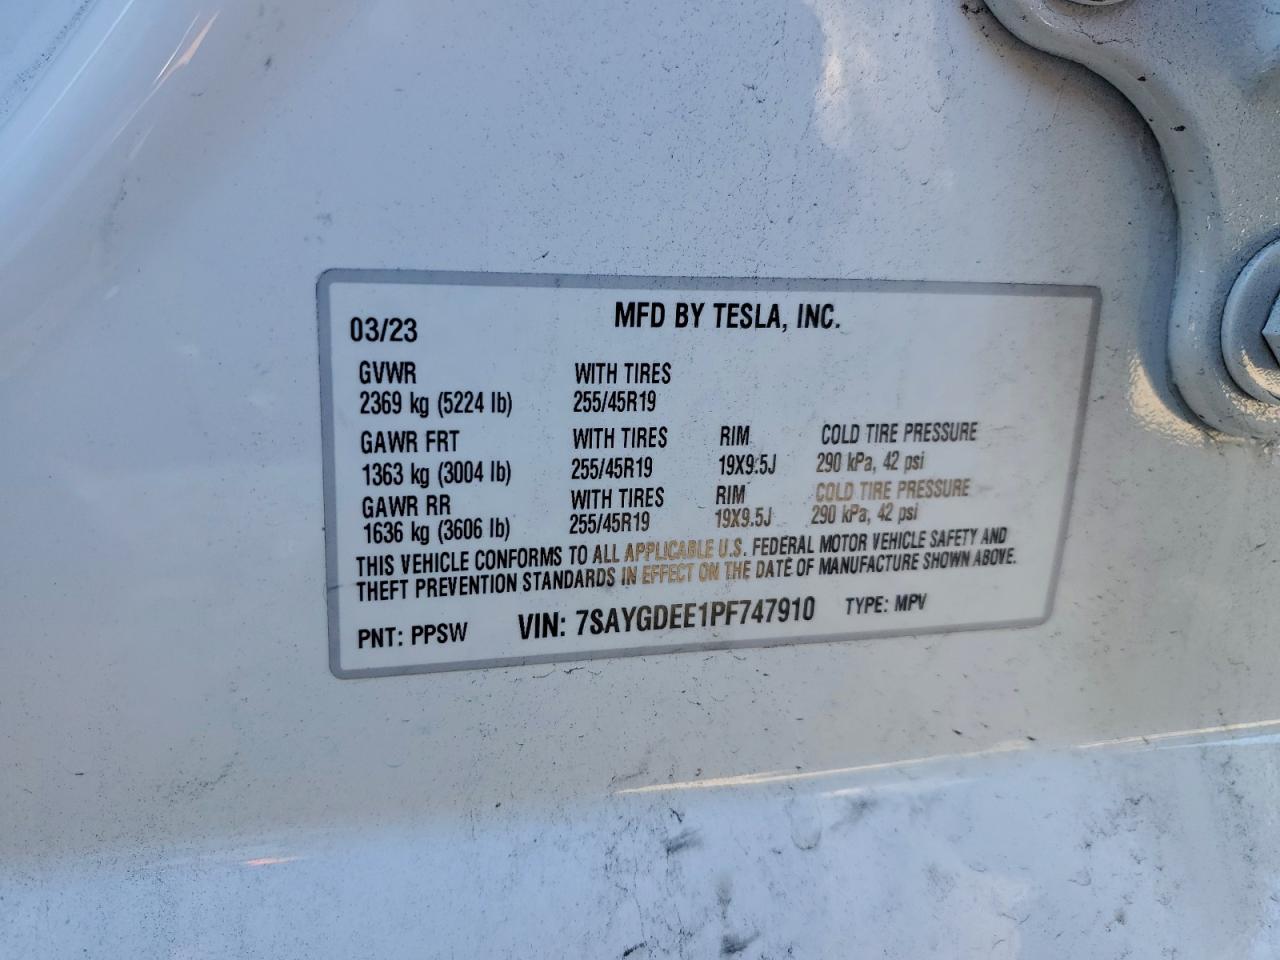 MFD BY TESLA, INC.
03/23
GVWR WITH TIRES
2369 kg (5224 lb) 255/45R19
GAWR FRT WITH TIRES RIM COLD TIRE PRESSURE
1363 kg (3004 lb) 255/45R19 19X9.5J 290 kPa, 42 psi
GAWR RR WITH TIRES RIM COLD TIRE PRESSURE
1636 kg (3606 lb) 255/45R19 19X9.5J 290 kPa, 42 psi
THIS VEHICLE CONFORMS TO ALL APPLICABLE U.S. FEDERAL MOTOR VEHICLE SAFETY AND
THEFT PREVENTION STANDARDS IN EFFECT ON THE DATE OF MANUFACTURE SHOWN ABOVE.
PNT: PPSW VIN: 7SAYGDEE1PF747910 TYPE: MPV